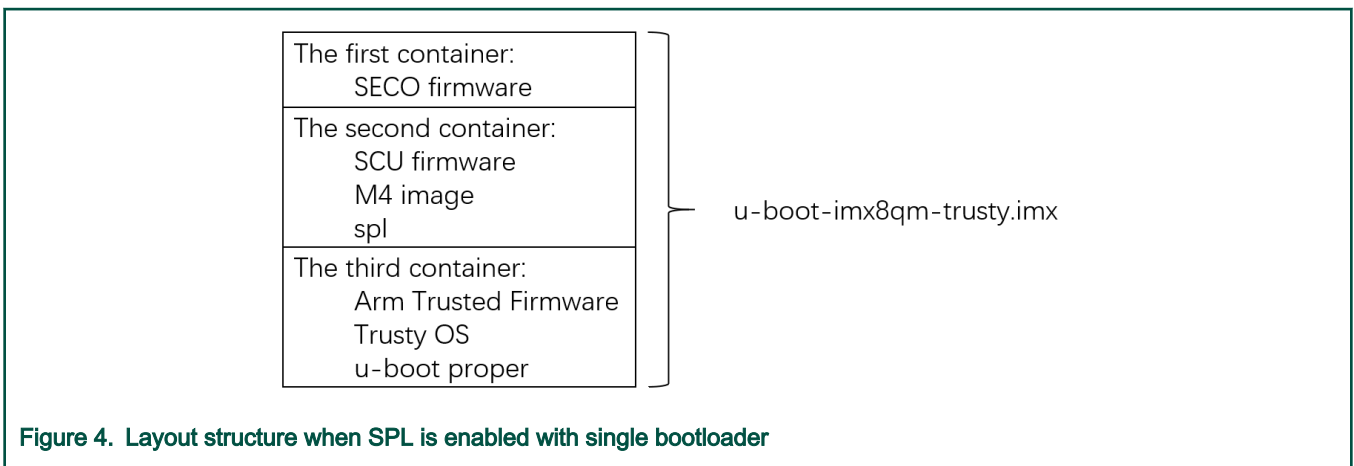 The first container:
SECO firmware
The second container:
SCU firmware
M4 image
spl
The third container:
Arm Trusted Firmware
Trusty OS
u-boot proper
u-boot-imx8qm-trusty.imx
Figure 4. Layout structure when SPL is enabled with single bootloader